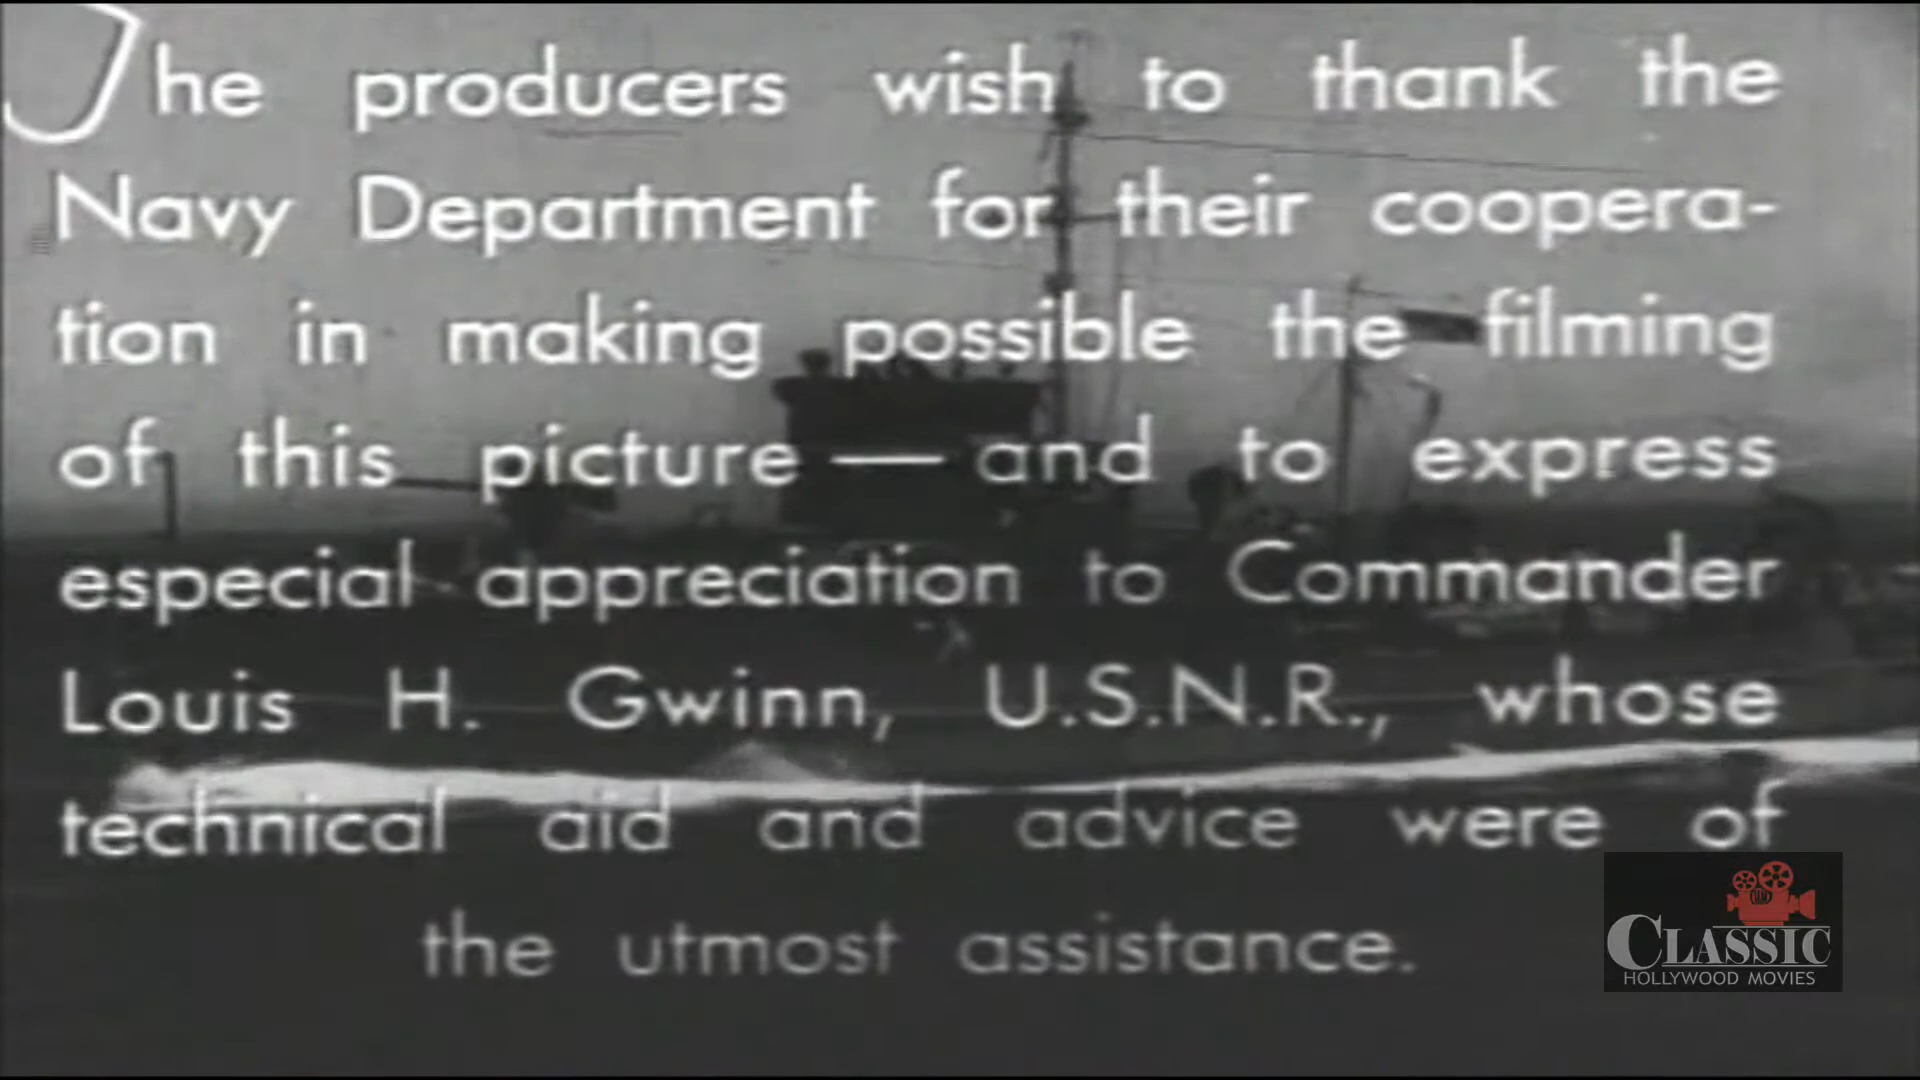 The producers wish to thank the
Navy Department for their coopera-
tion in making possible the filming
of this picture — and to express
especial appreciation to Commander
Louis H. Gwinn, U.S.N.R., whose
technical aid and advice were of
the utmost assistance.
CLASSIC
HOLLYWOOD MOVIES